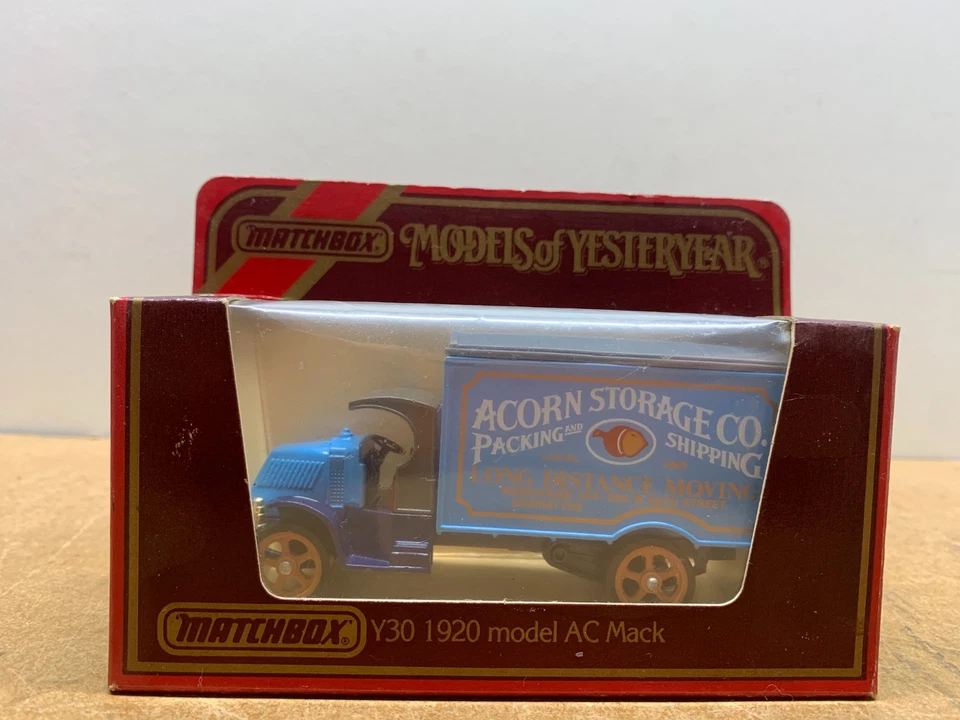 MATCHBOX
MODELS of YESTERYEAR
ACORN STORAGE CO.
PACKING AND SHIPPING
LONG DISTANCE MOVING
MATCHBOX
Y30 1920 model AC Mack